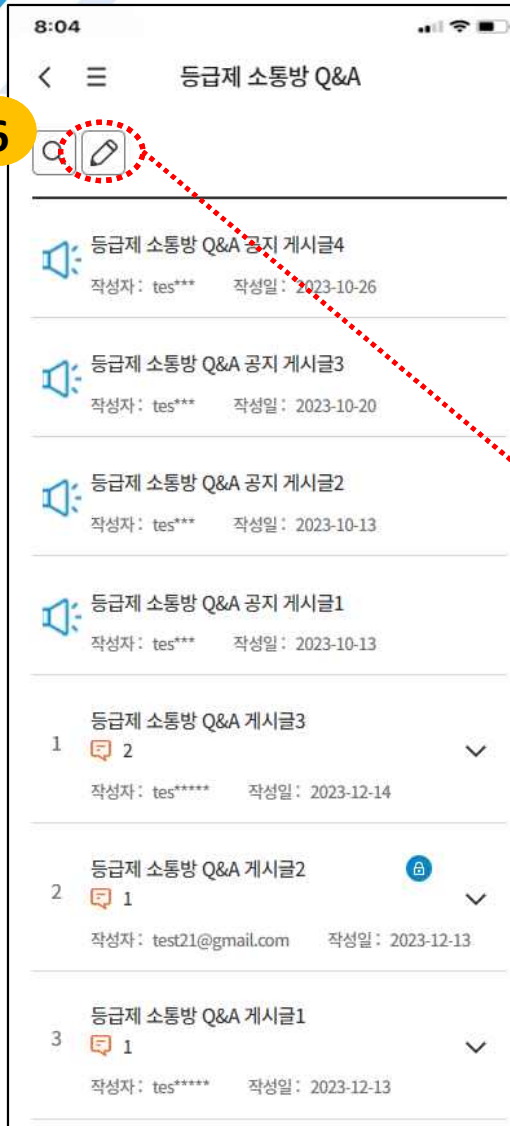 8:04
등급제 소통방 Q&A
6
등급제 소통방 Q&A 공지 게시글4
작성자 : tes*** 작성일 : 2023-10-26
등급제 소통방 Q&A 공지 게시글3
작성자 : tes*** 작성일 : 2023-10-20
등급제 소통방 Q&A 공지 게시글2
작성자 : tes*** 작성일 : 2023-10-13
등급제 소통방 Q&A 공지 게시글1
작성자 : tes*** 작성일 : 2023-10-13
등급제 소통방 Q&A 게시글3
1 2
작성자 : tes***** 작성일 : 2023-12-14
등급제 소통방 Q&A 게시글2
2 1
작성자 : test21@gmail.com 작성일 : 2023-12-13
등급제 소통방 Q&A 게시글1
3 1
작성자 : tes***** 작성일 : 2023-12-13